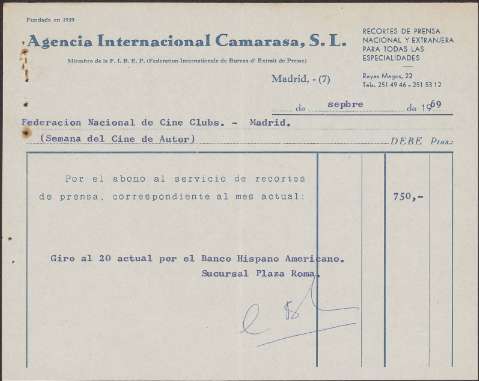 Fundada en 1939
Agencia Internacional Camarasa, S. L.
Miembro de la F. I. B. E. P. (Federation Internationale de Bureux d' Extrait de Presse)
RECORTES DE PRENSA
NACIONAL Y EXTRANJERA
PARA TODAS LAS
ESPECIALIDADES
Madrid, - (7)
Reyes Magos, 22
Tels. 251 49 46 - 251 53 12
de sepbre de 1969
Federacion Nacional de Cine Clubs. - Madrid.
(Semana del Cine de Autor)
DEBE Ptas.:
Por el abono al servicio de recortes
de prensa, correspondiente al mes actual: 750,-
Giro al 20 actual por el Banco Hispano Americano.
Sucursal Plaza Roma.